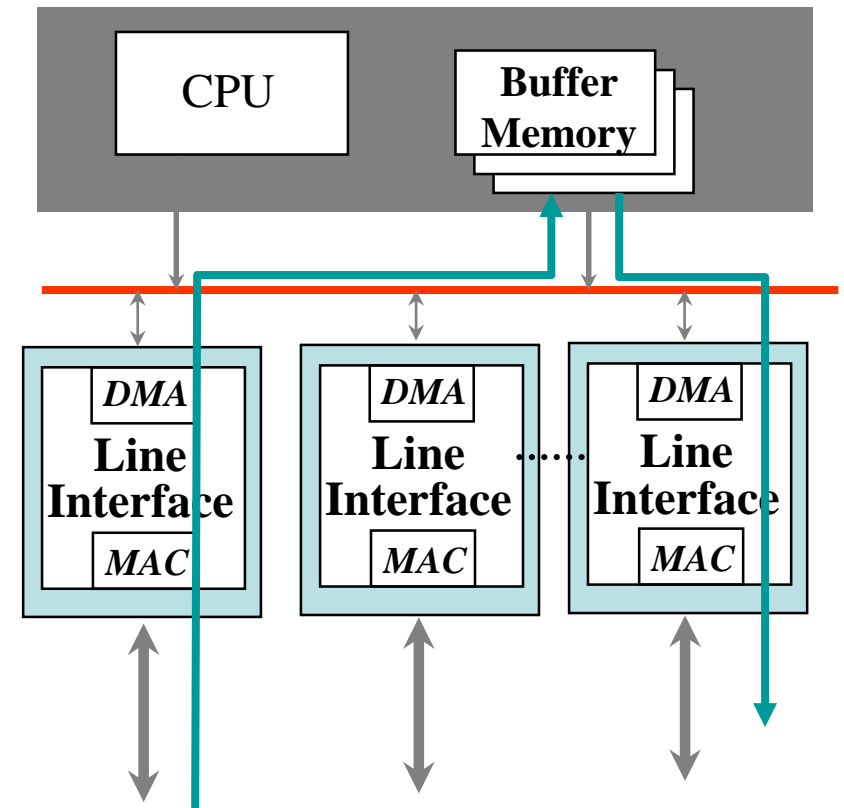 CPU
Buffer
Memory
DMA
Line
Interface
MAC
DMA
Line
Interface
MAC
......
DMA
Line
Interface
MAC